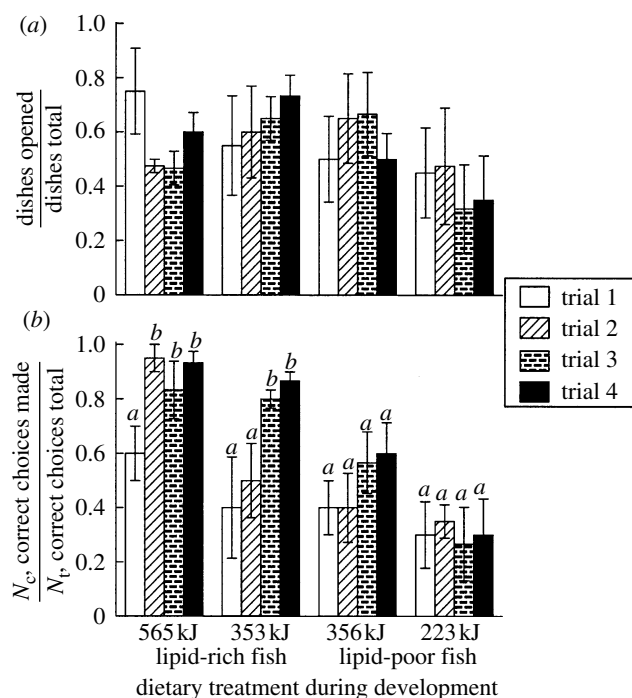 (a)
1.0
0.8
0.6
0.4
0.2
0
dishes opened
dishes total
trial 1
trial 2
trial 3
trial 4
(b)
1.0
0.8
0.6
0.4
0.2
0
N_c, correct choices made
N_t, correct choices total
a b b b
a a b b
a a a a
a a a a
565 kJ 353 kJ 356 kJ 223 kJ
lipid-rich fish lipid-poor fish
dietary treatment during development